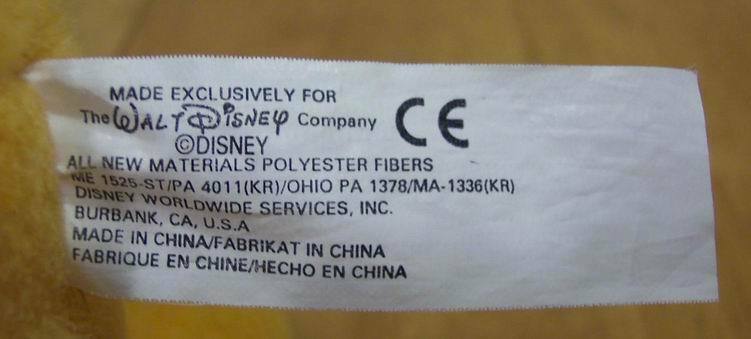 MADE EXCLUSIVELY FOR
The WALT DISNEY Company CE
©DISNEY
ALL NEW MATERIALS POLYESTER FIBERS
ME 1525-ST/PA 4011(KR)/OHIO PA 1378/MA-1336(KR)
DISNEY WORLDWIDE SERVICES, INC.
BURBANK, CA, U.S.A
MADE IN CHINA/FABRIKAT IN CHINA
FABRIQUE EN CHINE/HECHO EN CHINA